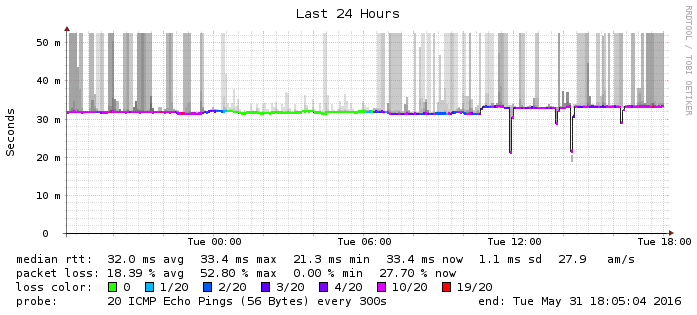 Last 24 Hours
RRDTOOL / TOBI OETIKER
Seconds
50 m
40 m
30 m
20 m
10 m
0
Tue 00:00 Tue 06:00 Tue 12:00 Tue 18:00
median rtt: 32.0 ms avg 33.4 ms max 21.3 ms min 33.4 ms now 1.1 ms sd 27.9 am/s
packet loss: 18.39 % avg 52.80 % max 0.00 % min 27.70 % now
loss color: 0 1/20 2/20 3/20 4/20 10/20 19/20
probe: 20 ICMP Echo Pings (56 Bytes) every 300s end: Tue May 31 18:05:04 2016